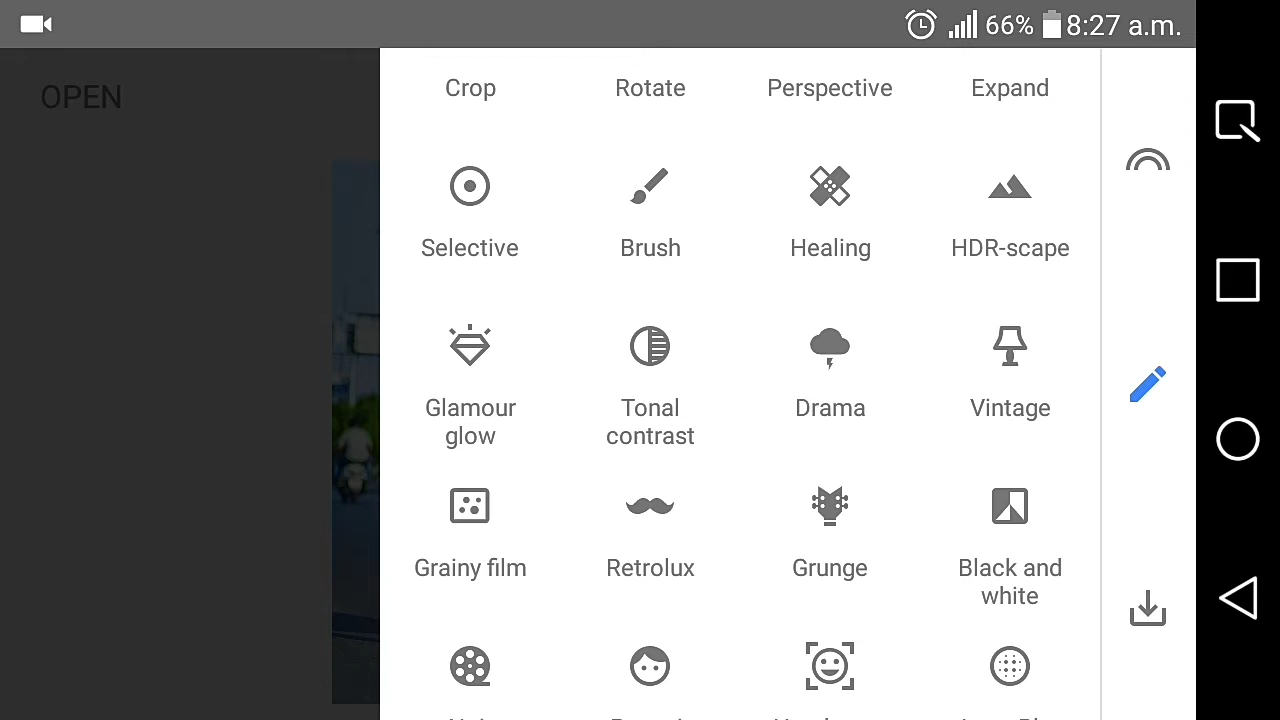 66% 8:27 a.m.
OPEN
Crop Rotate Perspective Expand
Selective Brush Healing HDR-scape
Glamour glow Tonal contrast Drama Vintage
Grainy film Retrolux Grunge Black and white